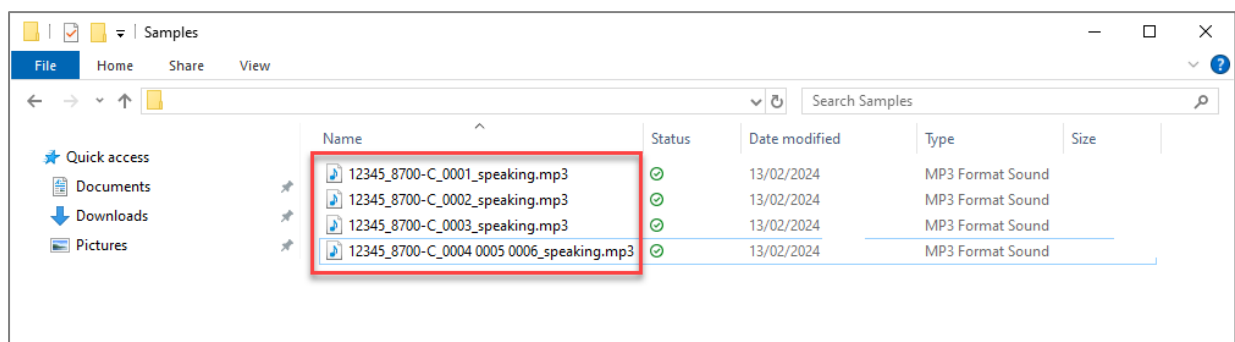 Samples
File Home Share View
Search Samples
Name Status Date modified Type Size
Quick access
Documents
Downloads
Pictures
12345_8700-C_0001_speaking.mp3 13/02/2024 MP3 Format Sound
12345_8700-C_0002_speaking.mp3 13/02/2024 MP3 Format Sound
12345_8700-C_0003_speaking.mp3 13/02/2024 MP3 Format Sound
12345_8700-C_0004 0005 0006_speaking.mp3 13/02/2024 MP3 Format Sound